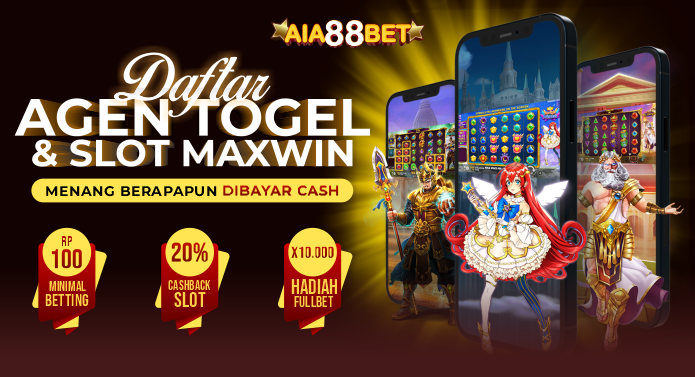 AIA88BET
Daftar
AGEN TOGEL
& SLOT MAXWIN
MENANG BERAPAPUN DIBAYAR CASH
RP
100
MINIMAL
BETTING
20%
CASHBACK
SLOT
X10.000
HADIAH
FULLBET